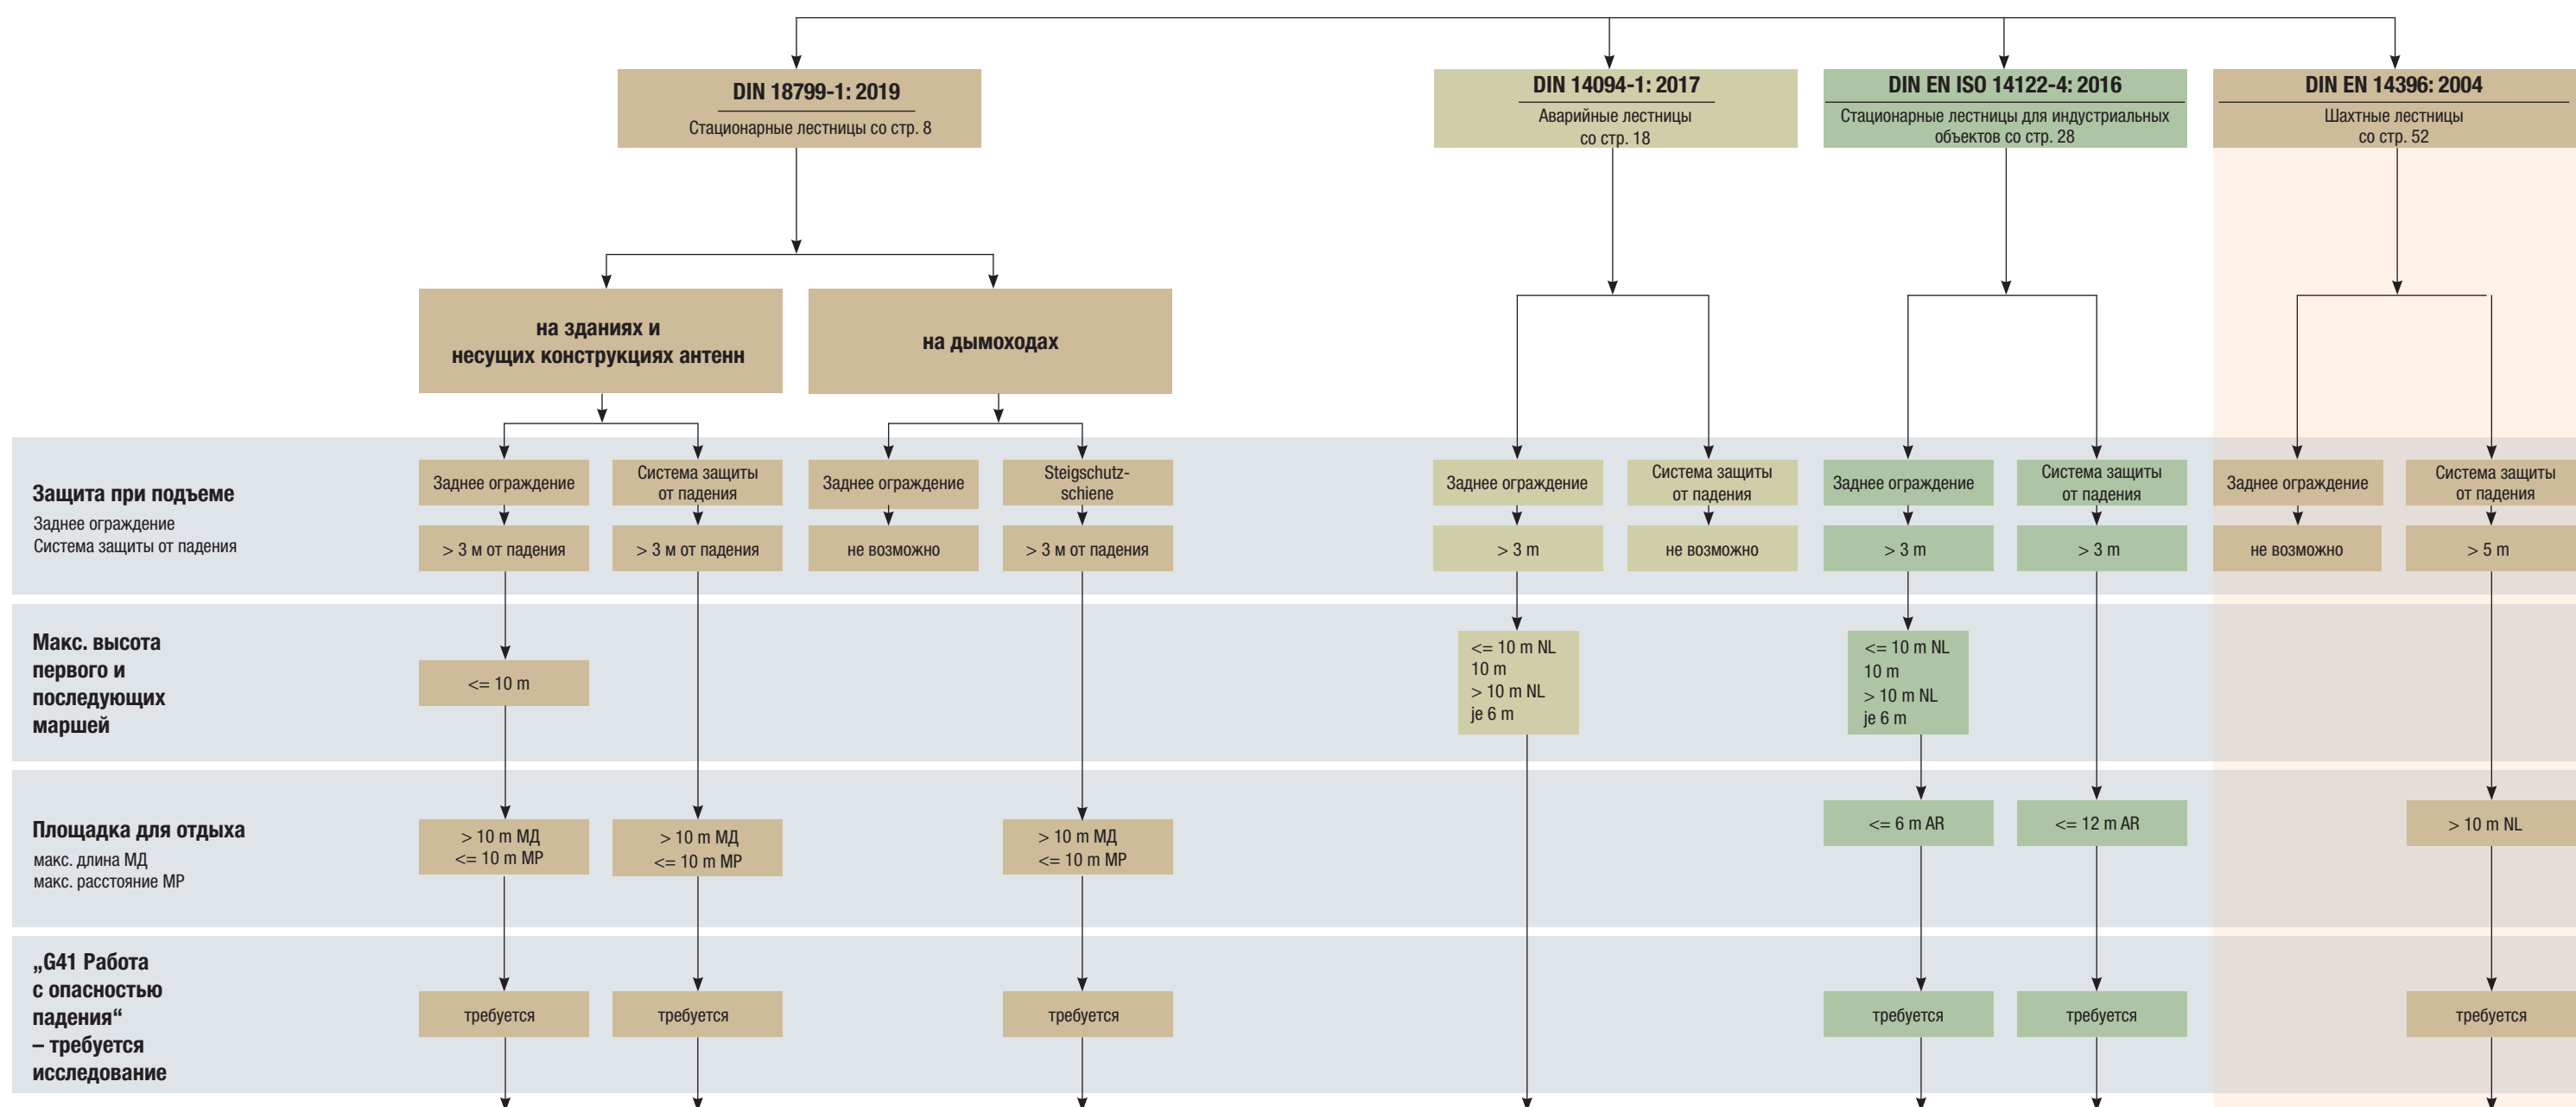 DIN 18799-1: 2019
Стационарные лестницы со стр. 8
DIN 14094-1: 2017
Аварийные лестницы
со стр. 18
DIN EN ISO 14122-4: 2016
Стационарные лестницы для индустриальных
объектов со стр. 28
DIN EN 14396: 2004
Шахтные лестницы
со стр. 52
на зданиях и
несущих конструкциях антенн
на дымоходах
Защита при подъеме
Заднее ограждение
Система защиты от падения
Заднее ограждение
Система защиты
от падения
Заднее ограждение
Steigschutz-
schiene
Заднее ограждение
Система защиты
от падения
Заднее ограждение
Система защиты
от падения
Заднее ограждение
Система защиты
от падения
> 3 м от падения
> 3 м от падения
не возможно
> 3 м от падения
> 3 m
не возможно
> 3 m
> 3 m
не возможно
> 5 m
Макс. высота
первого и
последующих
маршей
<= 10 m
<= 10 m NL
10 m
> 10 m NL
je 6 m
<= 10 m NL
10 m
> 10 m NL
je 6 m
Площадка для отдыха
макс. длина МД
макс. расстояние МР
> 10 m МД
<= 10 m МР
> 10 m МД
<= 10 m МР
> 10 m МД
<= 10 m МР
<= 6 m AR
<= 12 m AR
> 10 m NL
„G41 Работа
с опасностью
падения“
– требуется
исследование
требуется
требуется
требуется
требуется
требуется
требуется